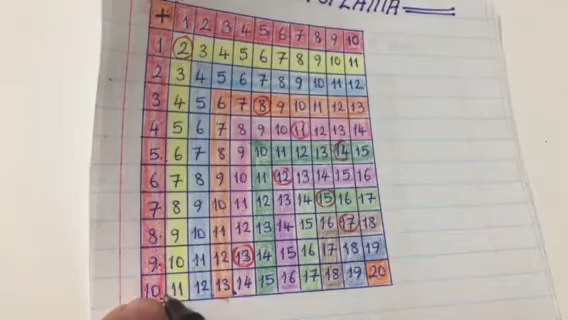 TOPLAMA
+ 1 2 3 4 5 6 7 8 9 10
1 2 3 4 5 6 7 8 9 10 11
2 3 4 5 6 7 8 9 10 11 12
3 4 5 6 7 8 9 10 11 12 13
4 5 6 7 8 9 10 11 12 13 14
5 6 7 8 9 10 11 12 13 14 15
6 7 8 9 10 11 12 13 14 15 16
7 8 9 10 11 12 13 14 15 16 17
8 9 10 11 12 13 14 15 16 17 18
9 10 11 12 13 14 15 16 17 18 19
10 11 12 13 14 15 16 17 18 19 20